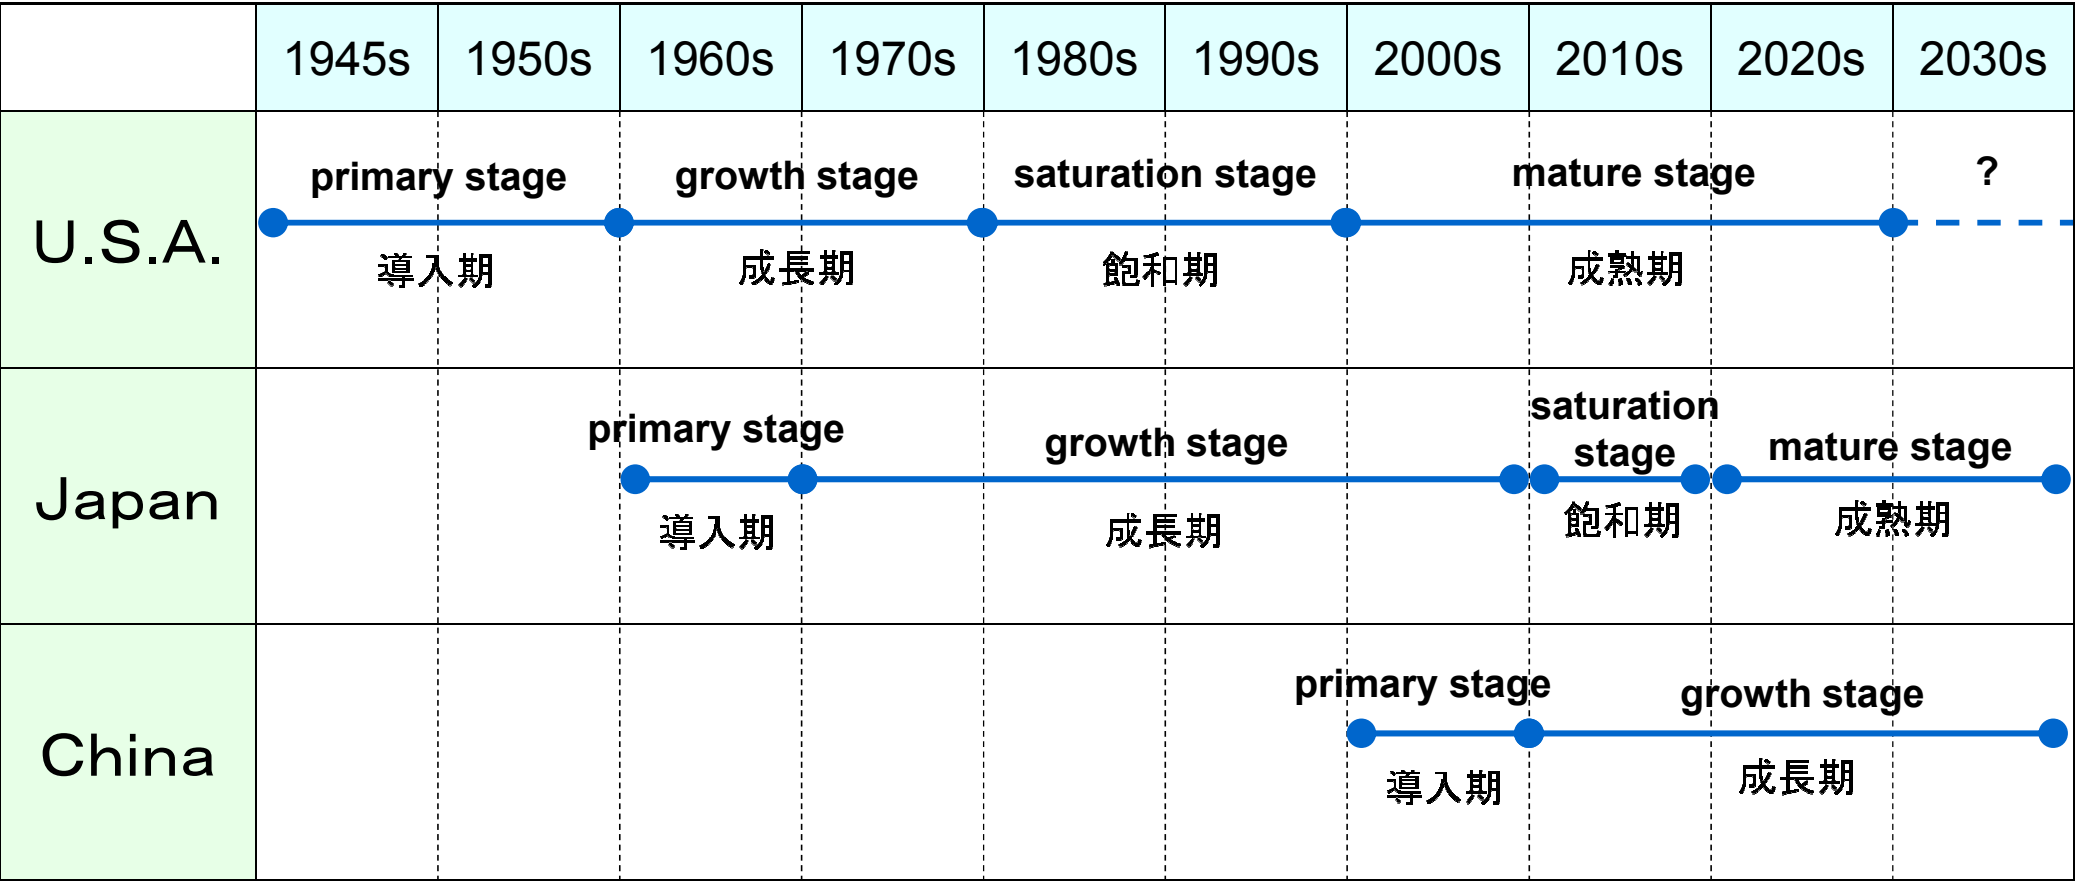 1945s 1950s 1960s 1970s 1980s 1990s 2000s 2010s 2020s 2030s
U.S.A.
primary stage growth stage saturation stage mature stage ?
導入期 成長期 飽和期 成熟期
Japan
primary stage growth stage saturation
stage mature stage
導入期 成長期 飽和期 成熟期
China
primary stage growth stage
導入期 成長期